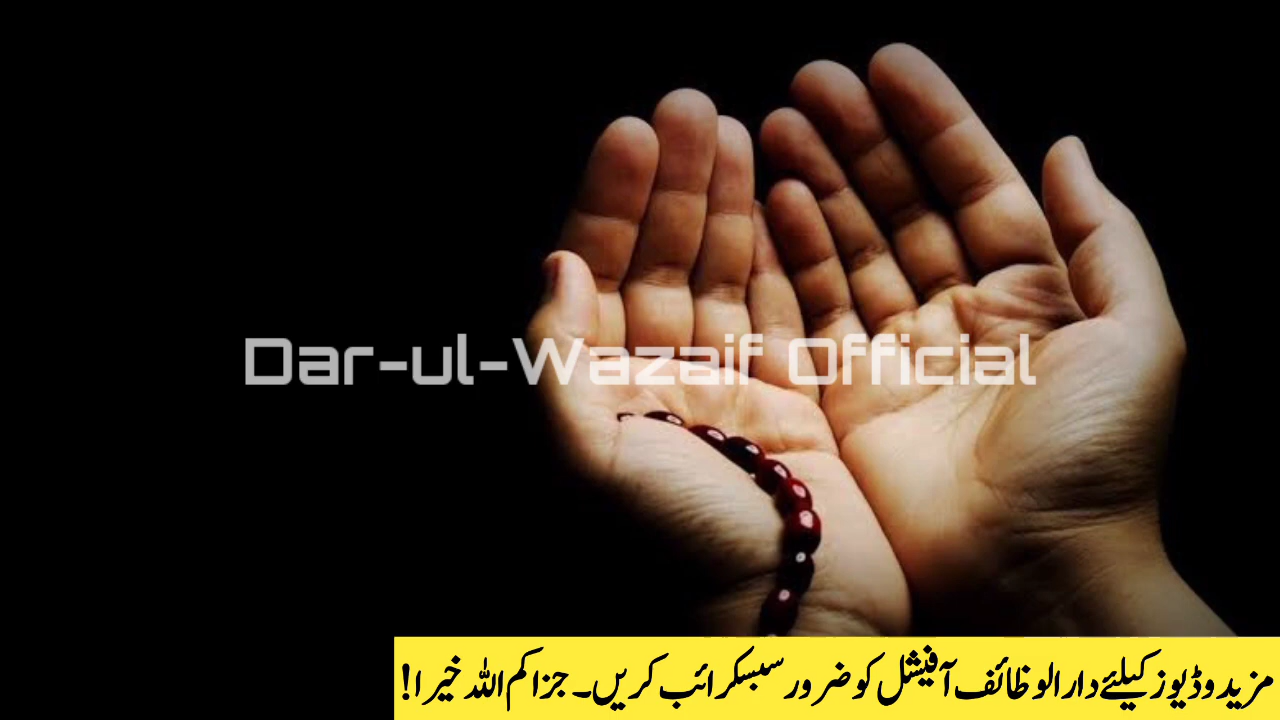 Dar-ul-Wazaif Official
مزید وڈیوز کیلئے دارالوظائف آفیشل کو ضرور سبسکرائب کریں۔ جزاکم اللہ خیرا!